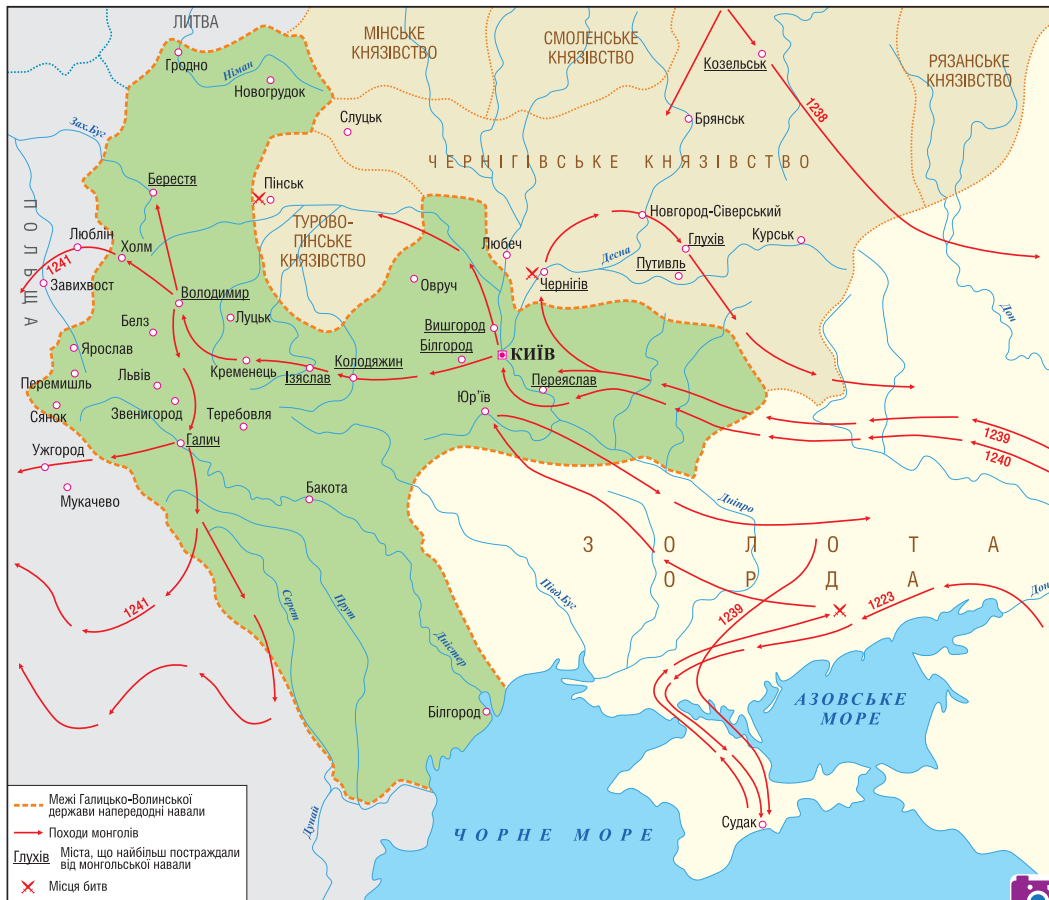 ЛИТВА
МІНСЬКЕ
КНЯЗІВСТВО
СМОЛЕНСЬКЕ
КНЯЗІВСТВО
РЯЗАНСЬКЕ
КНЯЗІВСТВО
Гродно
Німан
Новогрудок
Козельськ
1238
Слуцьк
Брянськ
Зах.Буг
ЧЕРНІГІВСЬКЕ КНЯЗІВСТВО
Берестя
Пінськ
ПОЛЬЩА
ТУРОВО-
ПІНСЬКЕ
КНЯЗІВСТВО
Новгород-Сіверський
Люблін
Холм
1241
Любеч
Десна
Глухів
Курськ
Завихвост
Овруч
Чернігів
Путивль
Дон
Володимир
Белз
Луцьк
Вишгород
Білгород
КИЇВ
Ярослав
Кременець
Ізяслав
Колодяжин
Перемишль
Львів
Переяслав
Сянок
Звенигород
Теребовля
Юр'їв
Галич
1239
1240
Ужгород
Мукачево
Бакота
Дніпро
ЗОЛОТА
ОРДА
1241
Серет
Прут
Півд.Буг
1239
1223
Дон
Дністер
Білгород
АЗОВСЬКЕ
МОРЕ
Дунай
ЧОРНЕ МОРЕ
Судак
Межі Галицько-Волинської
держави напередодні навали
Походи монголів
Глухів Міста, що найбільш постраждали
від монгольської навали
Місця битв